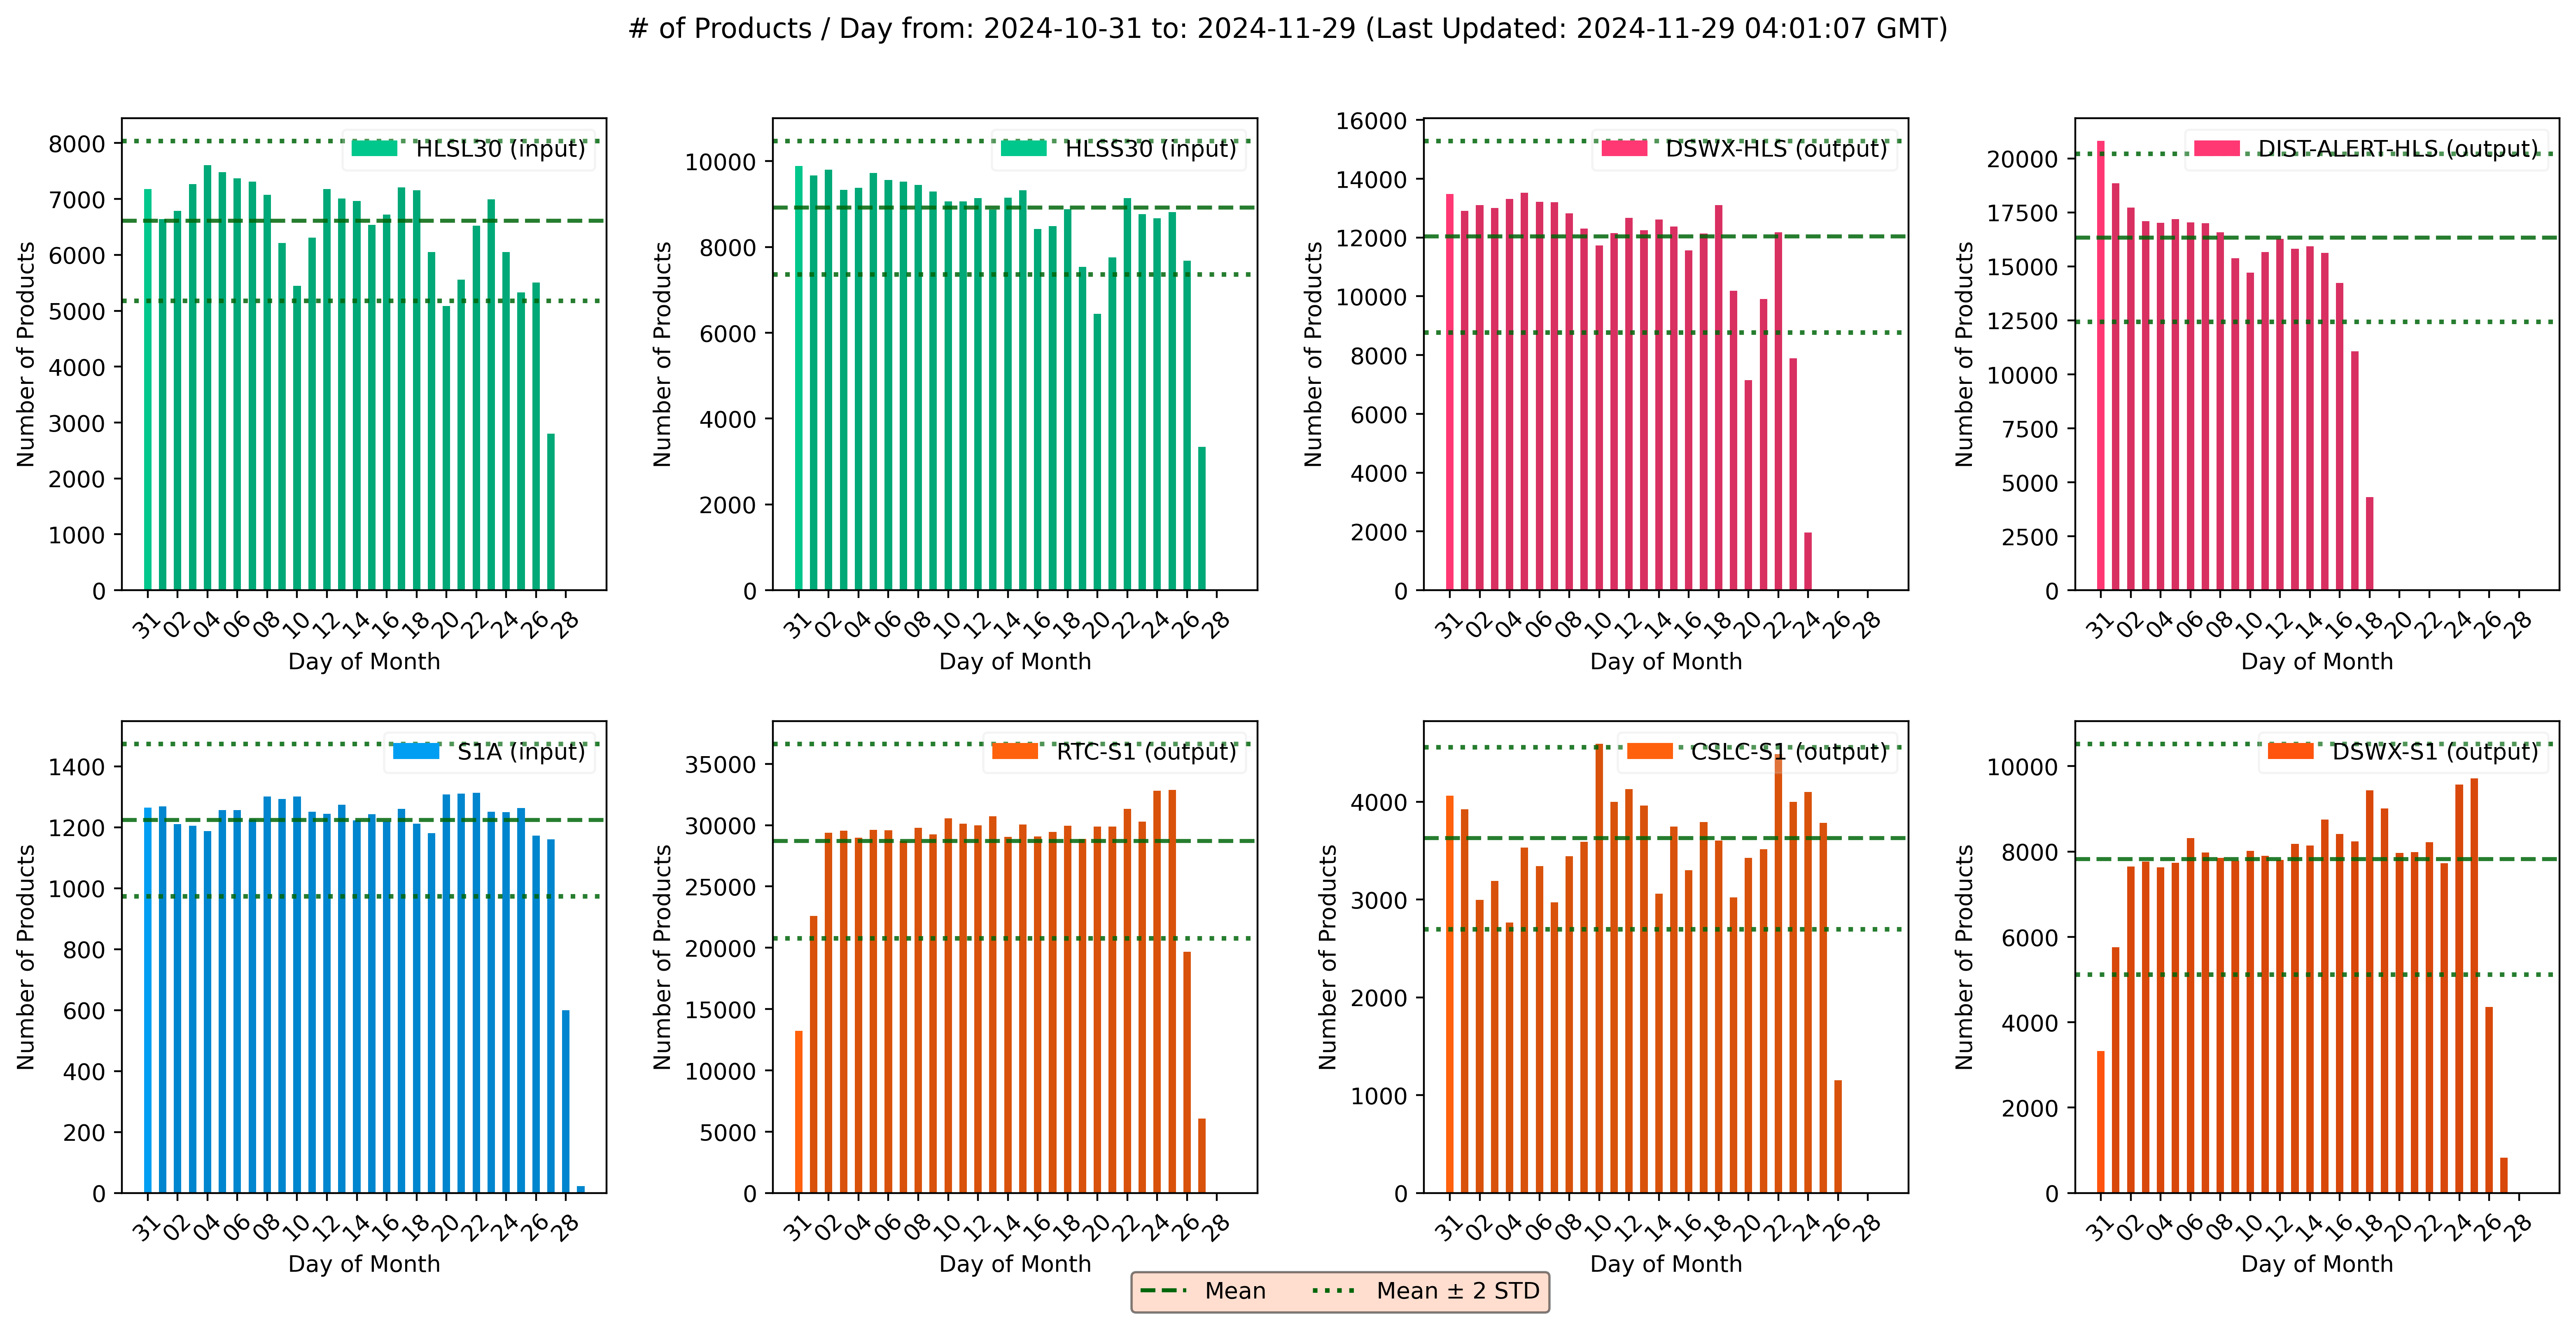 # of Products / Day from: 2024-10-31 to: 2024-11-29 (Last Updated: 2024-11-29 04:01:07 GMT)
HLSL30 (input)
Number of Products
8000
7000
6000
5000
4000
3000
2000
1000
0
31 02 04 06 08 10 12 14 16 18 20 22 24 26 28
Day of Month
HLSS30 (input)
Number of Products
10000
8000
6000
4000
2000
0
31 02 04 06 08 10 12 14 16 18 20 22 24 26 28
Day of Month
DSWX-HLS (output)
Number of Products
16000
14000
12000
10000
8000
6000
4000
2000
0
31 02 04 06 08 10 12 14 16 18 20 22 24 26 28
Day of Month
DIST-ALERT-HLS (output)
Number of Products
20000
17500
15000
12500
10000
7500
5000
2500
0
31 02 04 06 08 10 12 14 16 18 20 22 24 26 28
Day of Month
S1A (input)
Number of Products
1400
1200
1000
800
600
400
200
0
31 02 04 06 08 10 12 14 16 18 20 22 24 26 28
Day of Month
RTC-S1 (output)
Number of Products
35000
30000
25000
20000
15000
10000
5000
0
31 02 04 06 08 10 12 14 16 18 20 22 24 26 28
Day of Month
CSLC-S1 (output)
Number of Products
4000
3000
2000
1000
0
31 02 04 06 08 10 12 14 16 18 20 22 24 26 28
Day of Month
DSWX-S1 (output)
Number of Products
10000
8000
6000
4000
2000
0
31 02 04 06 08 10 12 14 16 18 20 22 24 26 28
Day of Month
Mean
Mean ± 2 STD